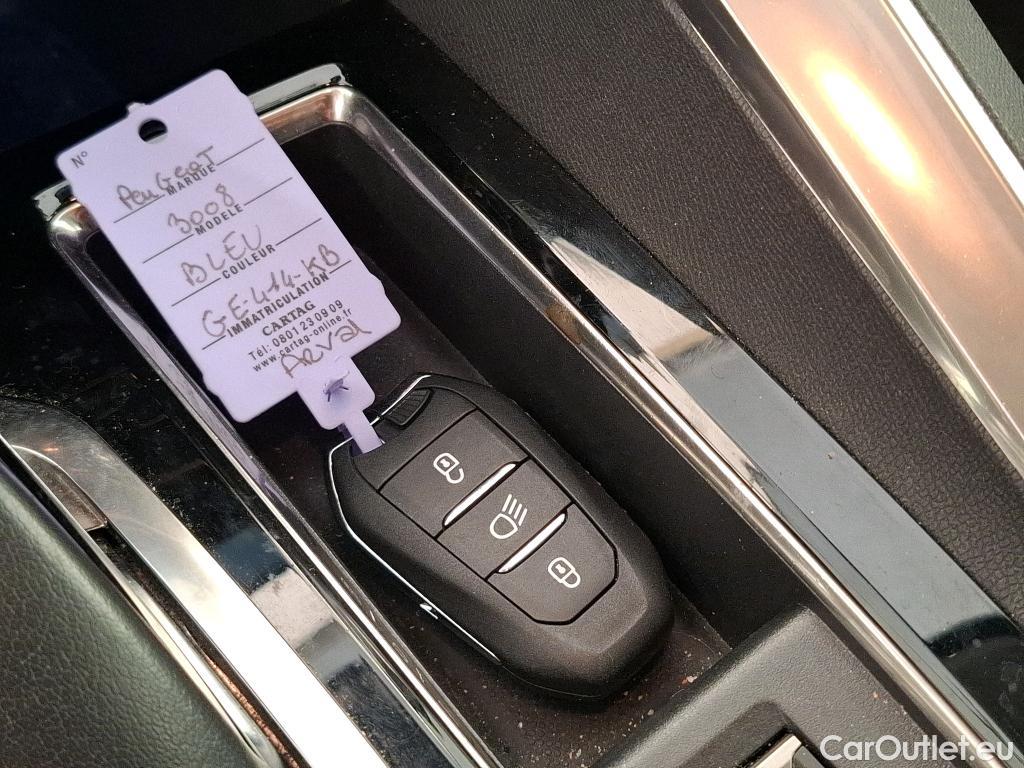 N°
PEUGEOT
MARQUE
3008
MODELE
BLEU
COULEUR
GE-414-KB
IMMATRICULATION
CARTAG
Tél: 0801 23 09 09
www.cartag-online.fr
ARVAL
CarOutlet.eu